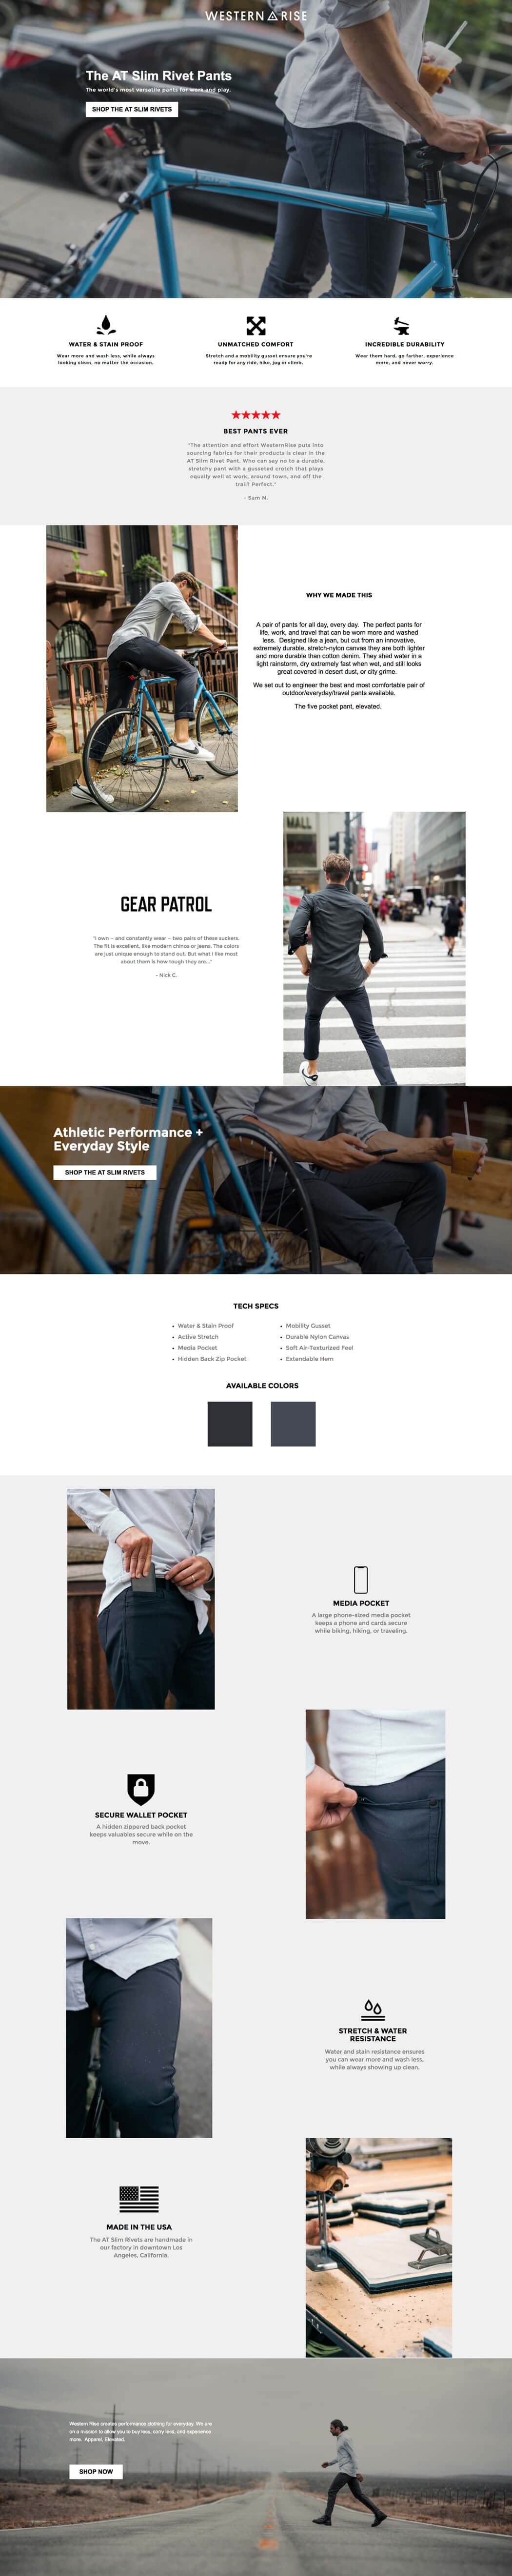 WESTERN RISE
The AT Slim Rivet Pants
The world's most versatile pants for work and play.
SHOP THE AT SLIM RIVETS
WATER & STAIN PROOF
Wear more and wash less, while always
looking clean, no matter the occasion.
UNMATCHED COMFORT
Stretch and a mobility gusset ensure you're
ready for any ride, hike, jog or climb.
INCREDIBLE DURABILITY
Wear them hard, go farther, experience
more, and never worry.
BEST PANTS EVER
"The attention and effort WesternRise puts into
sourcing fabrics for their products is clear in the
AT Slim Rivet Pant. Who can say no to a durable,
stretchy pant with a gusseted crotch that plays
equally well at work, around town, and off the
trail? Perfect."
- Sam N.
WHY WE MADE THIS
A pair of pants for all day, every day. The perfect pants for
life, work, and travel that can be worn more and washed
less. Designed like a jean, but cut from an innovative,
extremely durable, stretch-nylon canvas they are both lighter
and more durable than cotton denim. They shed water in a
light rainstorm, dry extremely fast when wet, and still looks
great covered in desert dust, or city grime.
We set out to engineer the best and most comfortable pair of
outdoor/everyday/travel pants available.
The five pocket pant, elevated.
GEAR PATROL
"I own – and constantly wear – two pairs of these suckers.
The fit is excellent, like modern chinos or jeans. The colors
are just unique enough to stand out. But what I like most
about them is how tough they are..."
- Nick C.
Athletic Performance +
Everyday Style
SHOP THE AT SLIM RIVETS
TECH SPECS
• Water & Stain Proof
• Active Stretch
• Media Pocket
• Hidden Back Zip Pocket
• Mobility Gusset
• Durable Nylon Canvas
• Soft Air-Texturized Feel
• Extendable Hem
AVAILABLE COLORS
MEDIA POCKET
A large phone-sized media pocket
keeps a phone and cards secure
while biking, hiking, or traveling.
SECURE WALLET POCKET
A hidden zippered back pocket
keeps valuables secure while on the
move.
STRETCH & WATER
RESISTANCE
Water and stain resistance ensures
you can wear more and wash less,
while always showing up clean.
MADE IN THE USA
The AT Slim Rivets are handmade in
our factory in downtown Los
Angeles, California.
Western Rise creates performance clothing for everyday. We are
on a mission to allow you to buy less, carry less, and experience
more. Apparel, Elevated.
SHOP NOW